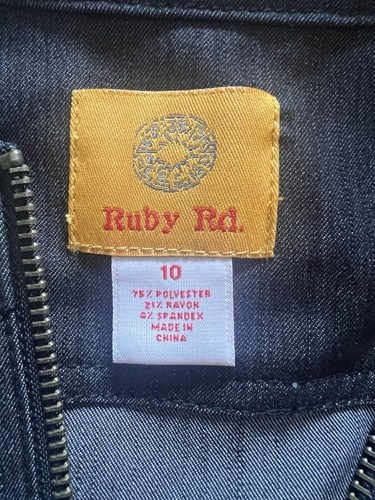 Ruby Rd.
10
75% POLYESTER
21% RAYON
4% SPANDEX
MADE IN
CHINA